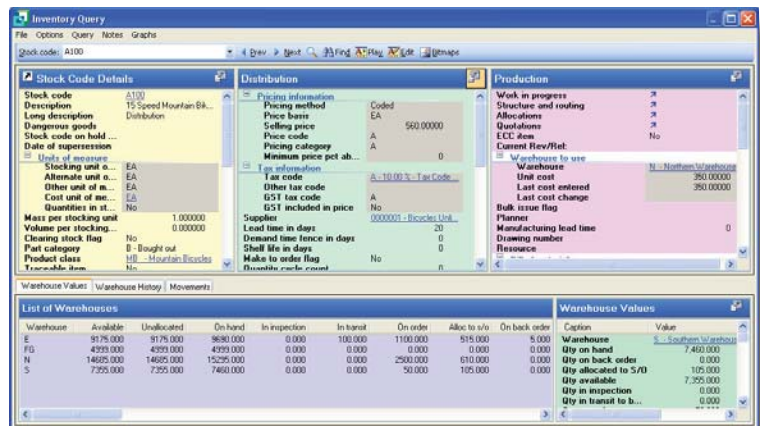 Inventory Query
File Options Query Notes Graphs
Stock code: A100 Prev Next Find Play Edit Bitmaps
Stock Code Details
Stock code A100
Description 15 Speed Mountain Bik...
Long description Distribution
Dangerous goods
Stock code on hold ...
Date of supersession
Units of measure
Stocking unit o... EA
Alternate unit o... EA
Other unit of m... EA
Cost unit of me... EA
Quantities in st... No
Mass per stocking unit 1.000000
Volume per stocking... 0.000000
Clearing stock flag No
Part category B - Bought out
Product class MB - Mountain Bicycles
Traceable item No
Distribution
Pricing information
Pricing method Coded
Price basis EA
Selling price 560.00000
Price code A
Pricing category A
Minimum price pct ab... 0
Tax information
Tax code A - 10.00 % - Tax Code...
Other tax code
GST tax code A
GST included in price No
Supplier 0000001 - Bicycles Unli...
Lead time in days 20
Demand time fence in days 0
Shelf life in days 0
Make to order flag No
Quantity cycle count 0
Production
Work in progress
Structure and routing
Allocations
Quotations
ECC item No
Current Rev/Rel:
Warehouse to use
Warehouse N - Northern Warehouse
Unit cost 350.00000
Last cost entered 350.00000
Last cost change
Bulk issue flag
Planner
Manufacturing lead time 0
Drawing number
Resource
Warehouse Values Warehouse History Movements
List of Warehouses
Warehouse Available Unallocated On hand In inspection In transit On order Alloc to s/o On back order
E 9175.000 9175.000 9690.000 0.000 100.000 1100.000 515.000 5.000
FG 4999.000 4999.000 4999.000 0.000 0.000 0.000 0.000 0.000
N 14685.000 14685.000 15295.000 0.000 0.000 2500.000 610.000 0.000
S 7355.000 7355.000 7460.000 0.000 0.000 50.000 105.000 0.000
Warehouse Values
Caption Value
Warehouse S - Southern Warehous
Qty on hand 7,460.000
Qty on back order 0.000
Qty allocated to S/O 105.000
Qty available 7,355.000
Qty in inspection 0.000
Qty in transit to b... 0.000